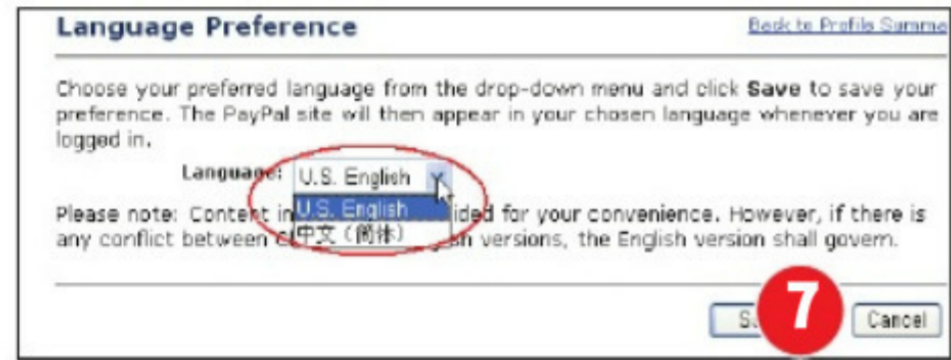 Language Preference
Back to Profile Summa
Choose your preferred language from the drop-down menu and click Save to save your
preference. The PayPal site will then appear in your chosen language whenever you are
logged in.
Language: U.S. English
U.S. English
中文（简体）
Please note: Content in ided for your convenience. However, if there is
any conflict between sh versions, the English version shall govern.
7
Cancel